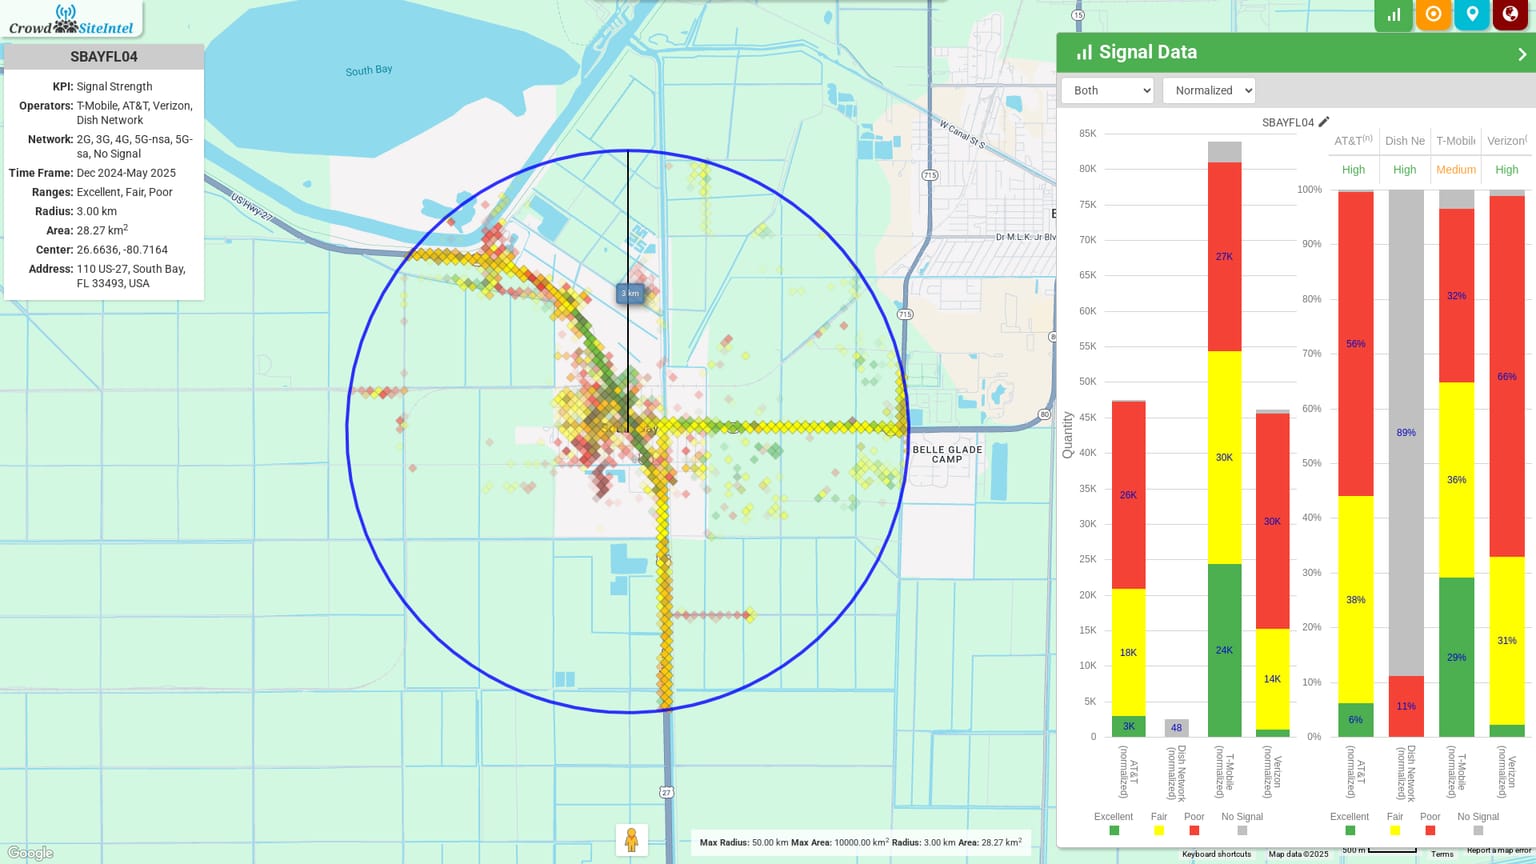 Crowd SiteIntel
SBAYFL04
KPI: Signal Strength
Operators: T-Mobile, AT&T, Verizon,
Dish Network
Network: 2G, 3G, 4G, 5G-nsa, 5G-
sa, No Signal
Time Frame: Dec 2024-May 2025
Ranges: Excellent, Fair, Poor
Radius: 3.00 km
Area: 28.27 km2
Center: 26.6636, -80.7164
Address: 110 US-27, South Bay,
FL 33493, USA
South Bay
US Hwy 27
15
W Canal St S
715
Dr M.L.K. Jr Blv
3 km
715
80
BELLE GLADE
CAMP
27
Google
Max Radius: 50.00 km Max Area: 10000.00 km2 Radius: 3.00 km Area: 28.27 km2
Signal Data
Both
Normalized
SBAYFL04
85K
80K
75K
70K
65K
60K
55K
50K
45K
40K
35K
30K
25K
20K
15K
10K
5K
0
Quantity
26K
18K
3K
48
27K
30K
24K
30K
14K
AT&T
(normalized)
Dish Network
(normalized)
T-Mobile
(normalized)
Verizon
(normalized)
Excellent Fair Poor No Signal
AT&T(n) Dish Ne T-Mobile Verizon(
High High Medium High
100%
90%
80%
70%
60%
50%
40%
30%
20%
10%
0%
56%
38%
6%
89%
11%
32%
36%
29%
66%
31%
AT&T
(normalized)
Dish Network
(normalized)
T-Mobile
(normalized)
Verizon
(normalized)
Excellent Fair Poor No Signal
Keyboard shortcuts Map data ©2025 500 m Terms Report a map error